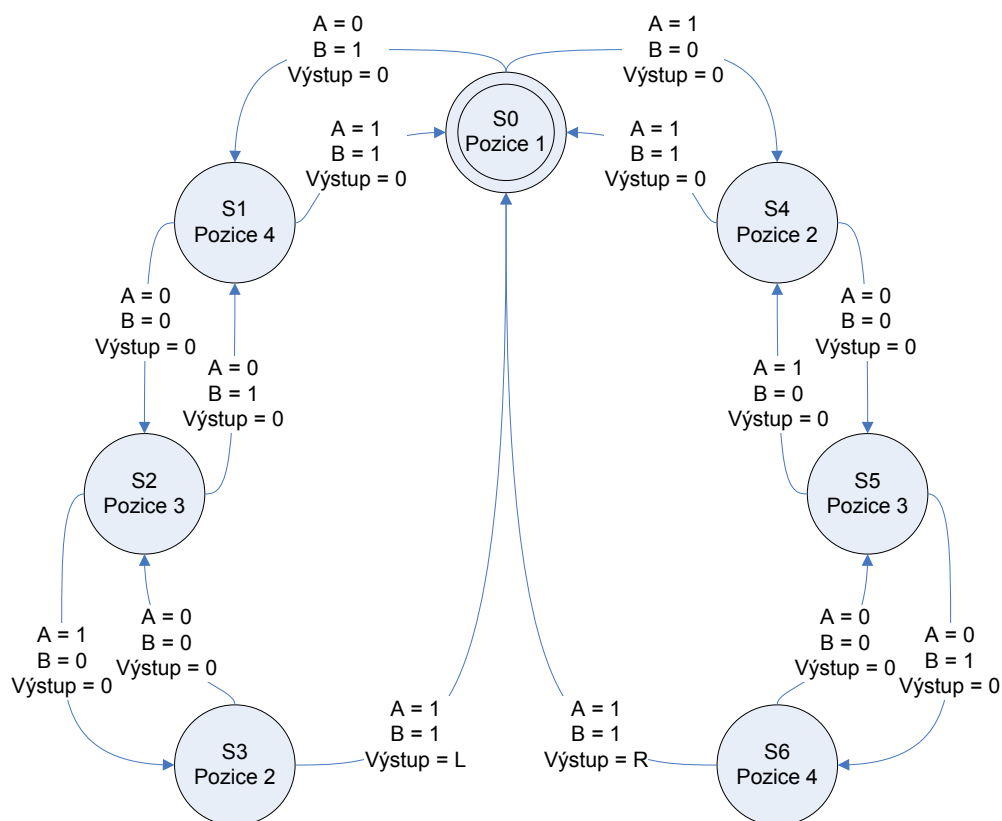 A = 0
B = 1
Výstup = 0
A = 1
B = 0
Výstup = 0
S0
Pozice 1
A = 1
B = 1
Výstup = 0
A = 1
B = 1
Výstup = 0
S1
Pozice 4
S4
Pozice 2
A = 0
B = 0
Výstup = 0
A = 0
B = 0
Výstup = 0
A = 0
B = 1
Výstup = 0
A = 1
B = 0
Výstup = 0
S2
Pozice 3
S5
Pozice 3
A = 1
B = 0
Výstup = 0
A = 0
B = 0
Výstup = 0
A = 0
B = 0
Výstup = 0
A = 0
B = 1
Výstup = 0
A = 1
B = 1
Výstup = L
A = 1
B = 1
Výstup = R
S3
Pozice 2
S6
Pozice 4